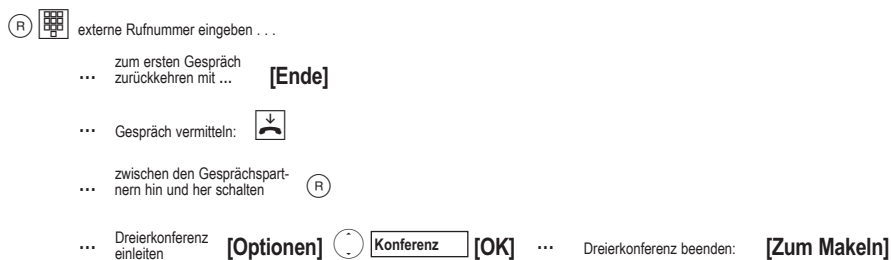 R externe Rufnummer eingeben . . .
... zum ersten Gespräch
zurückkehren mit ... [Ende]
... Gespräch vermitteln:
... zwischen den Gesprächspart-
nern hin und her schalten R
... Dreierkonferenz
einleiten [Optionen] Konferenz [OK] ... Dreierkonferenz beenden: [Zum Makeln]